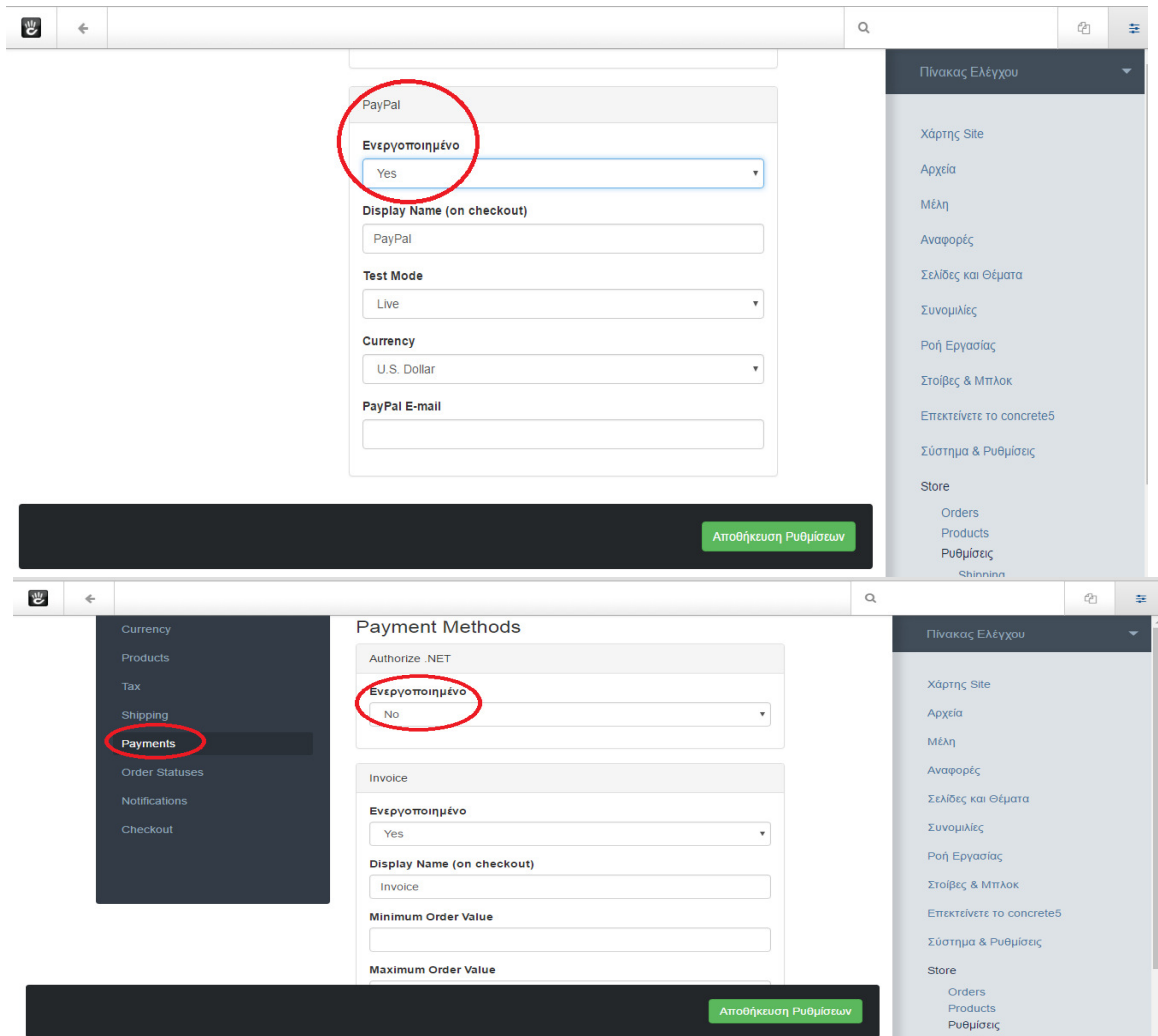 Πίνακας Ελέγχου
Χάρτης Site
Αρχεία
Μέλη
Αναφορές
Σελίδες και Θέματα
Συνομιλίες
Ροή Εργασίας
Στοίβες & Μπλοκ
Επεκτείνετε το concrete5
Σύστημα & Ρυθμίσεις
Store
Orders
Products
Ρυθμίσεις
Shipping
PayPal
Ενεργοποιημένο
Yes
Display Name (on checkout)
PayPal
Test Mode
Live
Currency
U.S. Dollar
PayPal E-mail
Αποθήκευση Ρυθμίσεων
Currency
Products
Tax
Shipping
Payments
Order Statuses
Notifications
Checkout
Payment Methods
Authorize .NET
Ενεργοποιημένο
No
Invoice
Ενεργοποιημένο
Yes
Display Name (on checkout)
Invoice
Minimum Order Value
Maximum Order Value
Αποθήκευση Ρυθμίσεων
Πίνακας Ελέγχου
Χάρτης Site
Αρχεία
Μέλη
Αναφορές
Σελίδες και Θέματα
Συνομιλίες
Ροή Εργασίας
Στοίβες & Μπλοκ
Επεκτείνετε το concrete5
Σύστημα & Ρυθμίσεις
Store
Orders
Products
Ρυθμίσεις